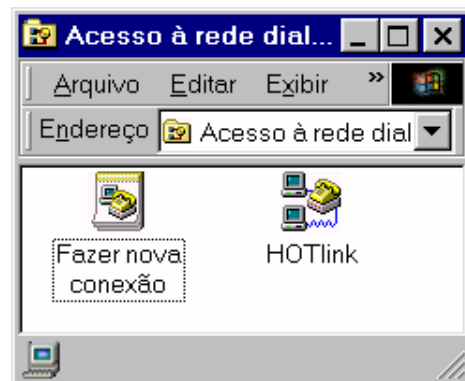 Acesso à rede dial...
Arquivo Editar Exibir »
Endereço Acesso à rede dial
Fazer nova conexão
HOTlink